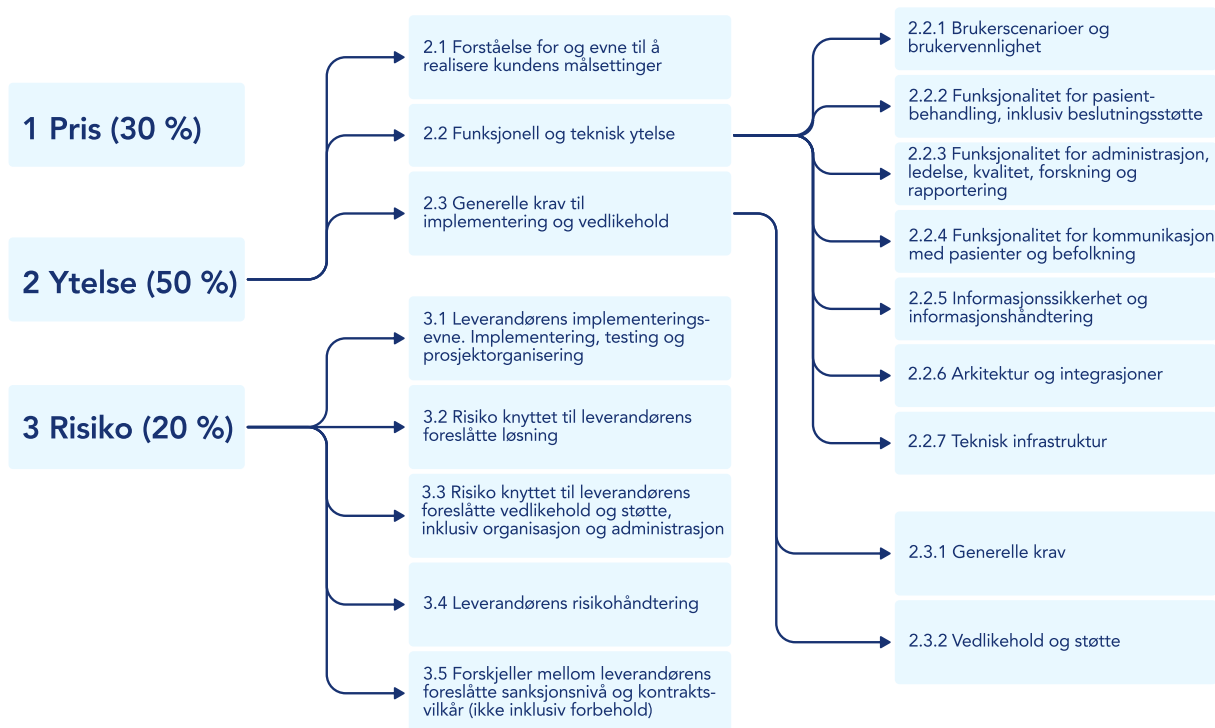 1 Pris (30 %)
2 Ytelse (50 %)
3 Risiko (20 %)
2.1 Forståelse for og evne til å
realisere kundens målsettinger
2.2 Funksjonell og teknisk ytelse
2.3 Generelle krav til
implementering og vedlikehold
3.1 Leverandørens implementerings-
evne. Implementering, testing og
prosjektorganisering
3.2 Risiko knyttet til leverandørens
foreslåtte løsning
3.3 Risiko knyttet til leverandørens
foreslåtte vedlikehold og støtte,
inklusiv organisasjon og administrasjon
3.4 Leverandørens risikohåndtering
3.5 Forskjeller mellom leverandørens
foreslåtte sanksjonsnivå og kontrakts-
vilkår (ikke inklusiv forbehold)
2.2.1 Brukerscenarioer og
brukervennlighet
2.2.2 Funksjonalitet for pasient-
behandling, inklusiv beslutningsstøtte
2.2.3 Funksjonalitet for administrasjon,
ledelse, kvalitet, forskning og
rapportering
2.2.4 Funksjonalitet for kommunikasjon
med pasienter og befolkning
2.2.5 Informasjonssikkerhet og
informasjonshåndtering
2.2.6 Arkitektur og integrasjoner
2.2.7 Teknisk infrastruktur
2.3.1 Generelle krav
2.3.2 Vedlikehold og støtte